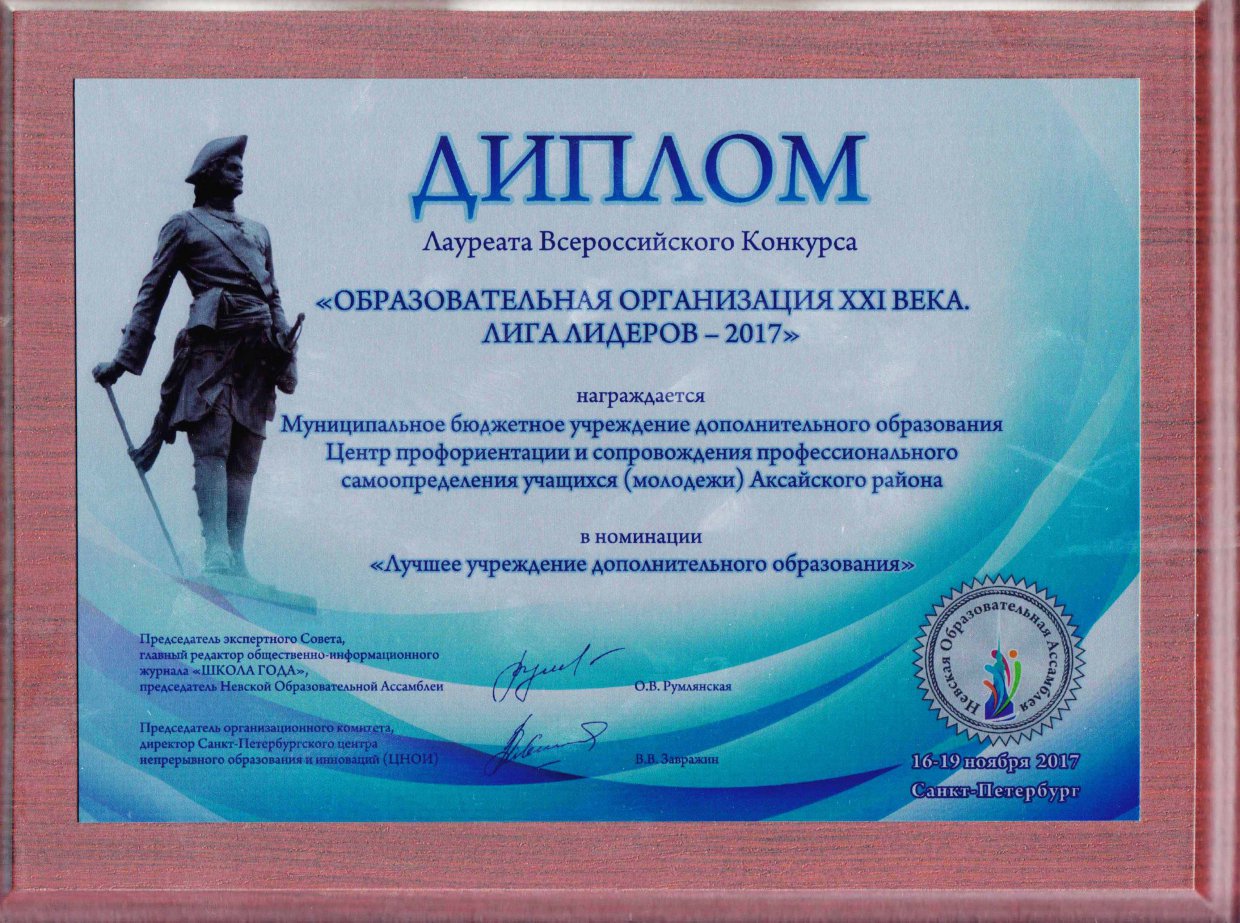 ДИПЛОМ
Лауреата Всероссийского Конкурса
«ОБРАЗОВАТЕЛЬНАЯ ОРГАНИЗАЦИЯ XXI ВЕКА.
ЛИГА ЛИДЕРОВ – 2017»
награждается
Муниципальное бюджетное учреждение дополнительного образования
Центр профориентации и сопровождения профессионального
самоопределения учащихся (молодежи) Аксайского района
в номинации
«Лучшее учреждение дополнительного образования»
Председатель экспертного Совета,
главный редактор общественно-информационного
журнала «ШКОЛА ГОДА»,
председатель Невской Образовательной Ассамблеи
О.В. Румлянская
Председатель организационного комитета,
директор Санкт-Петербургского центра
непрерывного образования и инноваций (ЦНОИ)
В.В. Завражин
Невская Образовательная Ассамблея
16-19 ноября 2017
Санкт-Петербург